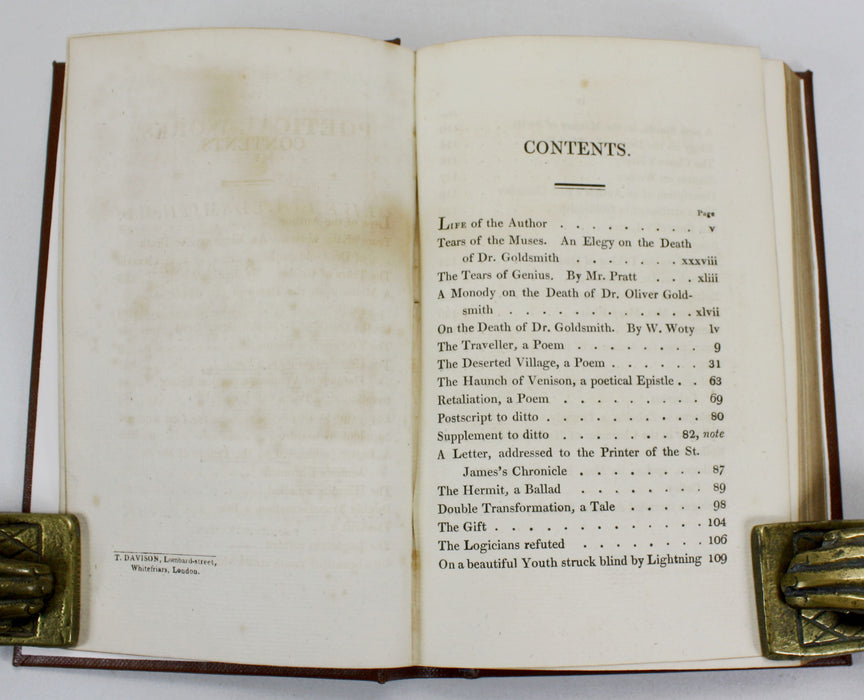 T. DAVISON, Lombard-street,
Whitefriars, London.
CONTENTS.
Page
LIFE of the Author . . . . . . . . . v
Tears of the Muses. An Elegy on the Death
of Dr. Goldsmith . . . . . . . xxxviii
The Tears of Genius. By Mr. Pratt . . . xliii
A Monody on the Death of Dr. Oliver Gold-
smith . . . . . . . . . . . xlvii
On the Death of Dr. Goldsmith. By W. Woty lv
The Traveller, a Poem . . . . . . . . 9
The Deserted Village, a Poem . . . . . . 31
The Haunch of Venison, a poetical Epistle . . 63
Retaliation, a Poem . . . . . . . . . 69
Postscript to ditto . . . . . . . . . . 80
Supplement to ditto . . . . . . . 82, note
A Letter, addressed to the Printer of the St.
James's Chronicle . . . . . . . . 87
The Hermit, a Ballad . . . . . . . . 89
Double Transformation, a Tale . . . . . 98
The Gift . . . . . . . . . . . . . 104
The Logicians refuted . . . . . . . . 106
On a beautiful Youth struck blind by Lightning 109